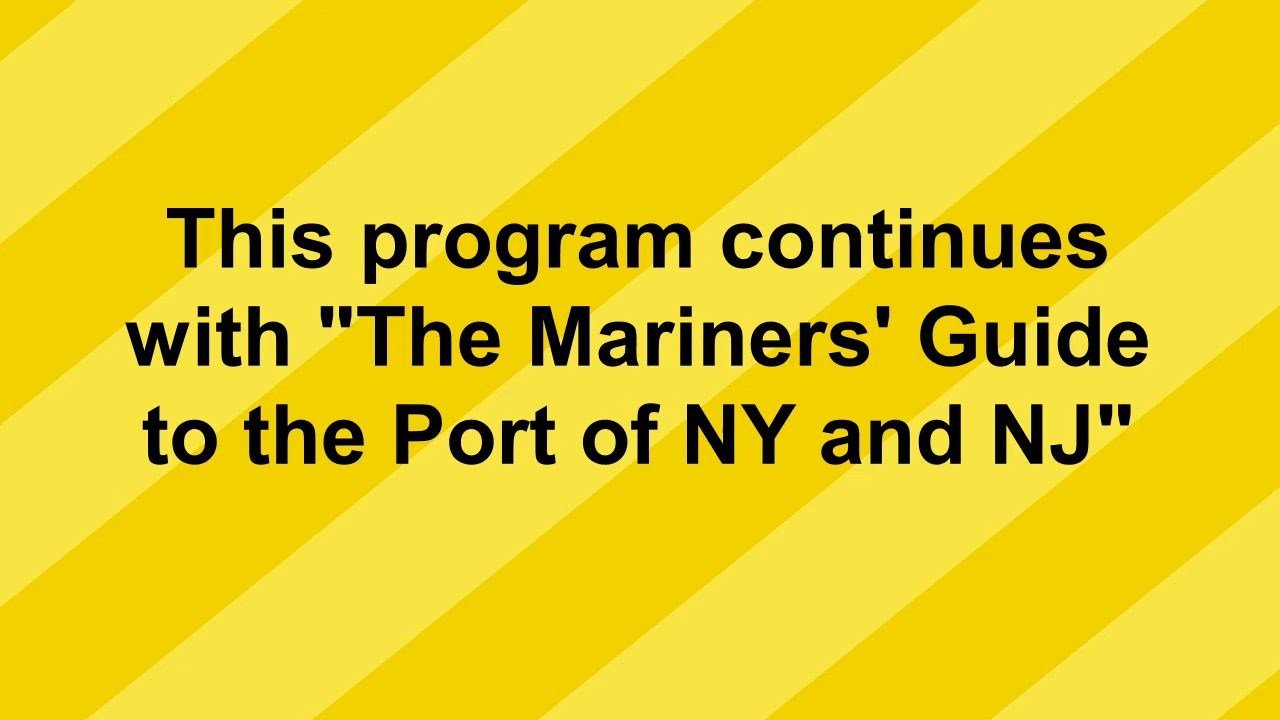 This program continues
with "The Mariners' Guide
to the Port of NY and NJ"